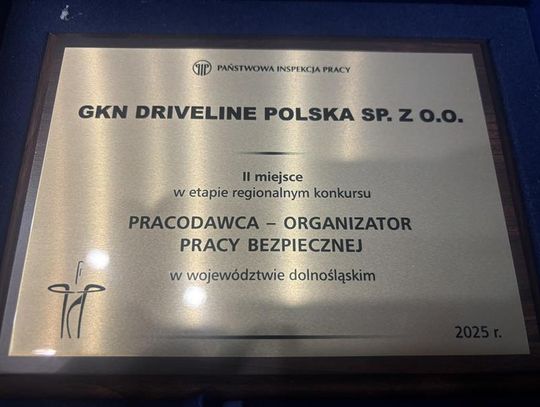 PAŃSTWOWA INSPEKCJA PRACY
GKN DRIVELINE POLSKA SP. Z O.O.
II miejsce
w etapie regionalnym konkursu
PRACODAWCA – ORGANIZATOR
PRACY BEZPIECZNEJ
w województwie dolnośląskim
2025 r.